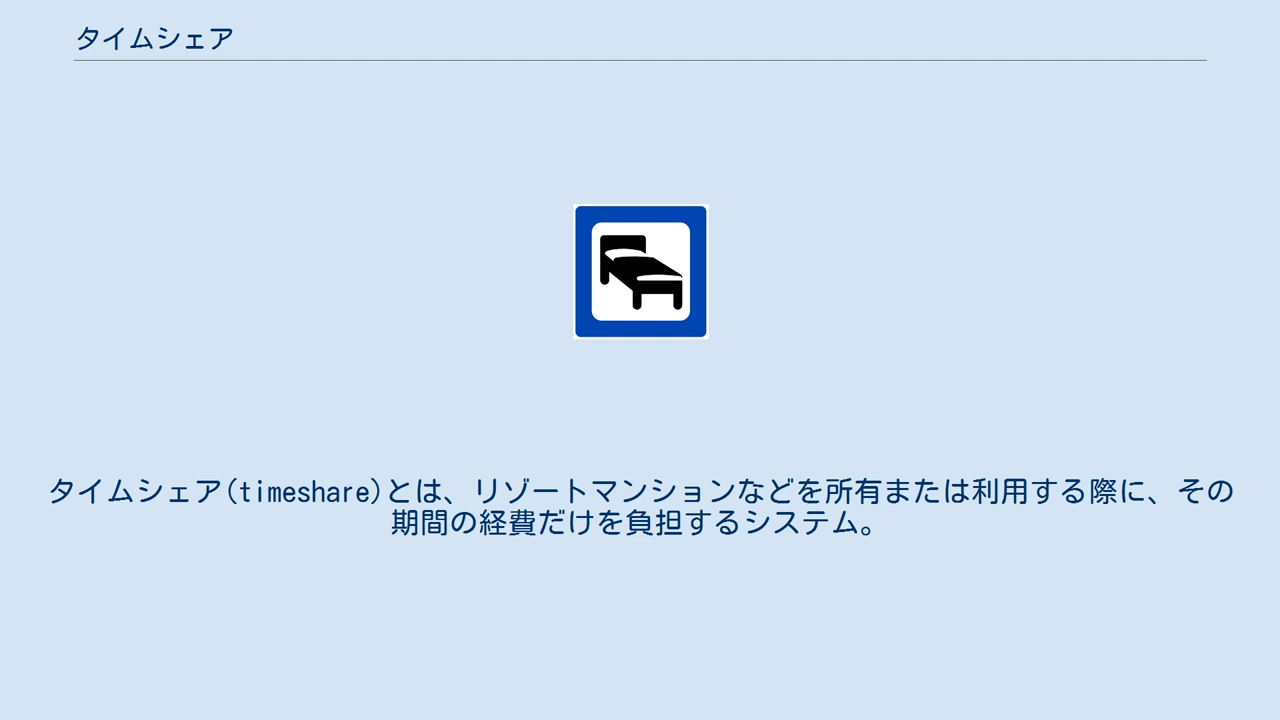 タイムシェア
タイムシェア(timeshare)とは、リゾートマンションなどを所有または利用する際に、その
期間の経費だけを負担するシステム。